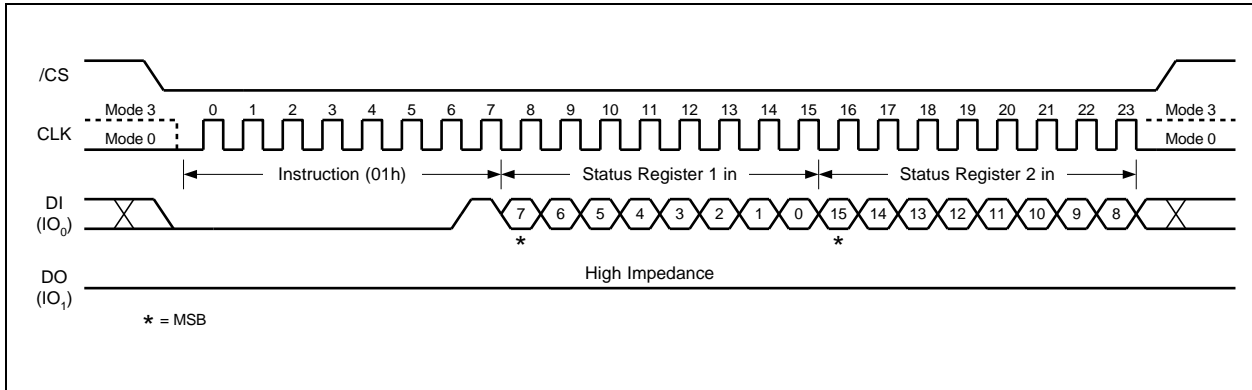 /CS
Mode 3 0 1 2 3 4 5 6 7 8 9 10 11 12 13 14 15 16 17 18 19 20 21 22 23 Mode 3
CLK
Mode 0 Mode 0
Instruction (01h) Status Register 1 in Status Register 2 in
DI
(IO₀)
7 6 5 4 3 2 1 0 15 14 13 12 11 10 9 8
* *
High Impedance
DO
(IO₁)
* = MSB